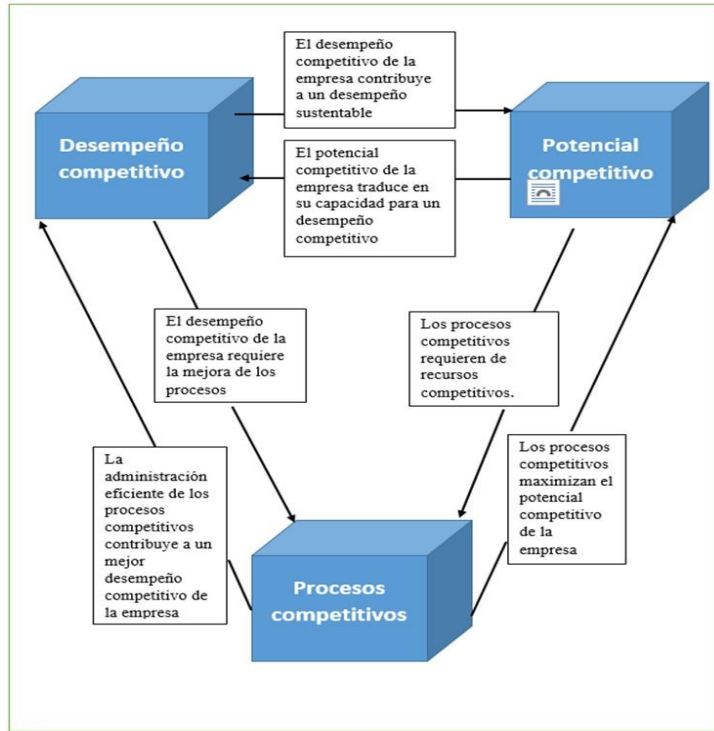 El desempeño
competitivo de la
empresa contribuye
a un desempeño
sustentable
Desempeño
competitivo
Potencial
competitivo
El potencial
competitivo de la
empresa traduce en
su capacidad para un
desempeño
competitivo
El desempeño
competitivo de la
empresa requiere
la mejora de los
procesos
Los procesos
competitivos
requieren de
recursos
competitivos.
La
administración
eficiente de los
procesos
competitivos
contribuye a un
mejor
desempeño
competitivo de
la empresa
Los procesos
competitivos
maximizan el
potencial
competitivo
de la
empresa
Procesos
competitivos